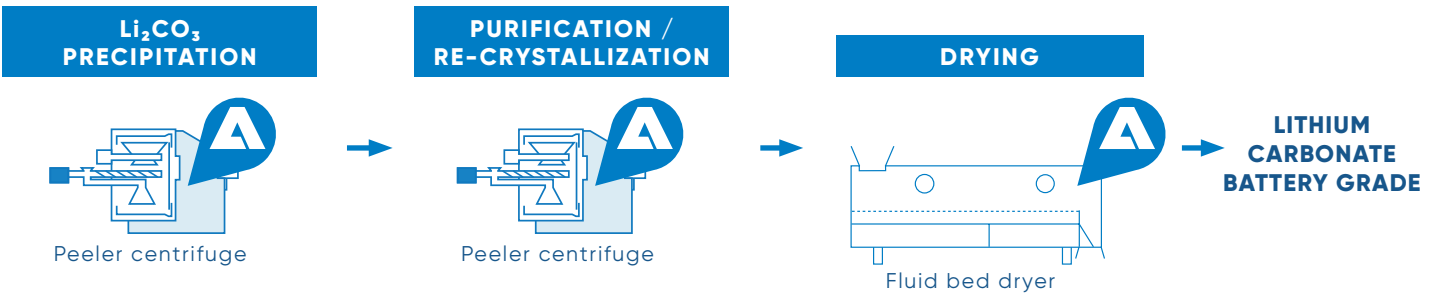 Li₂CO₃
PRECIPITATION
Peeler centrifuge
PURIFICATION /
RE-CRYSTALLIZATION
Peeler centrifuge
DRYING
Fluid bed dryer
LITHIUM
CARBONATE
BATTERY GRADE